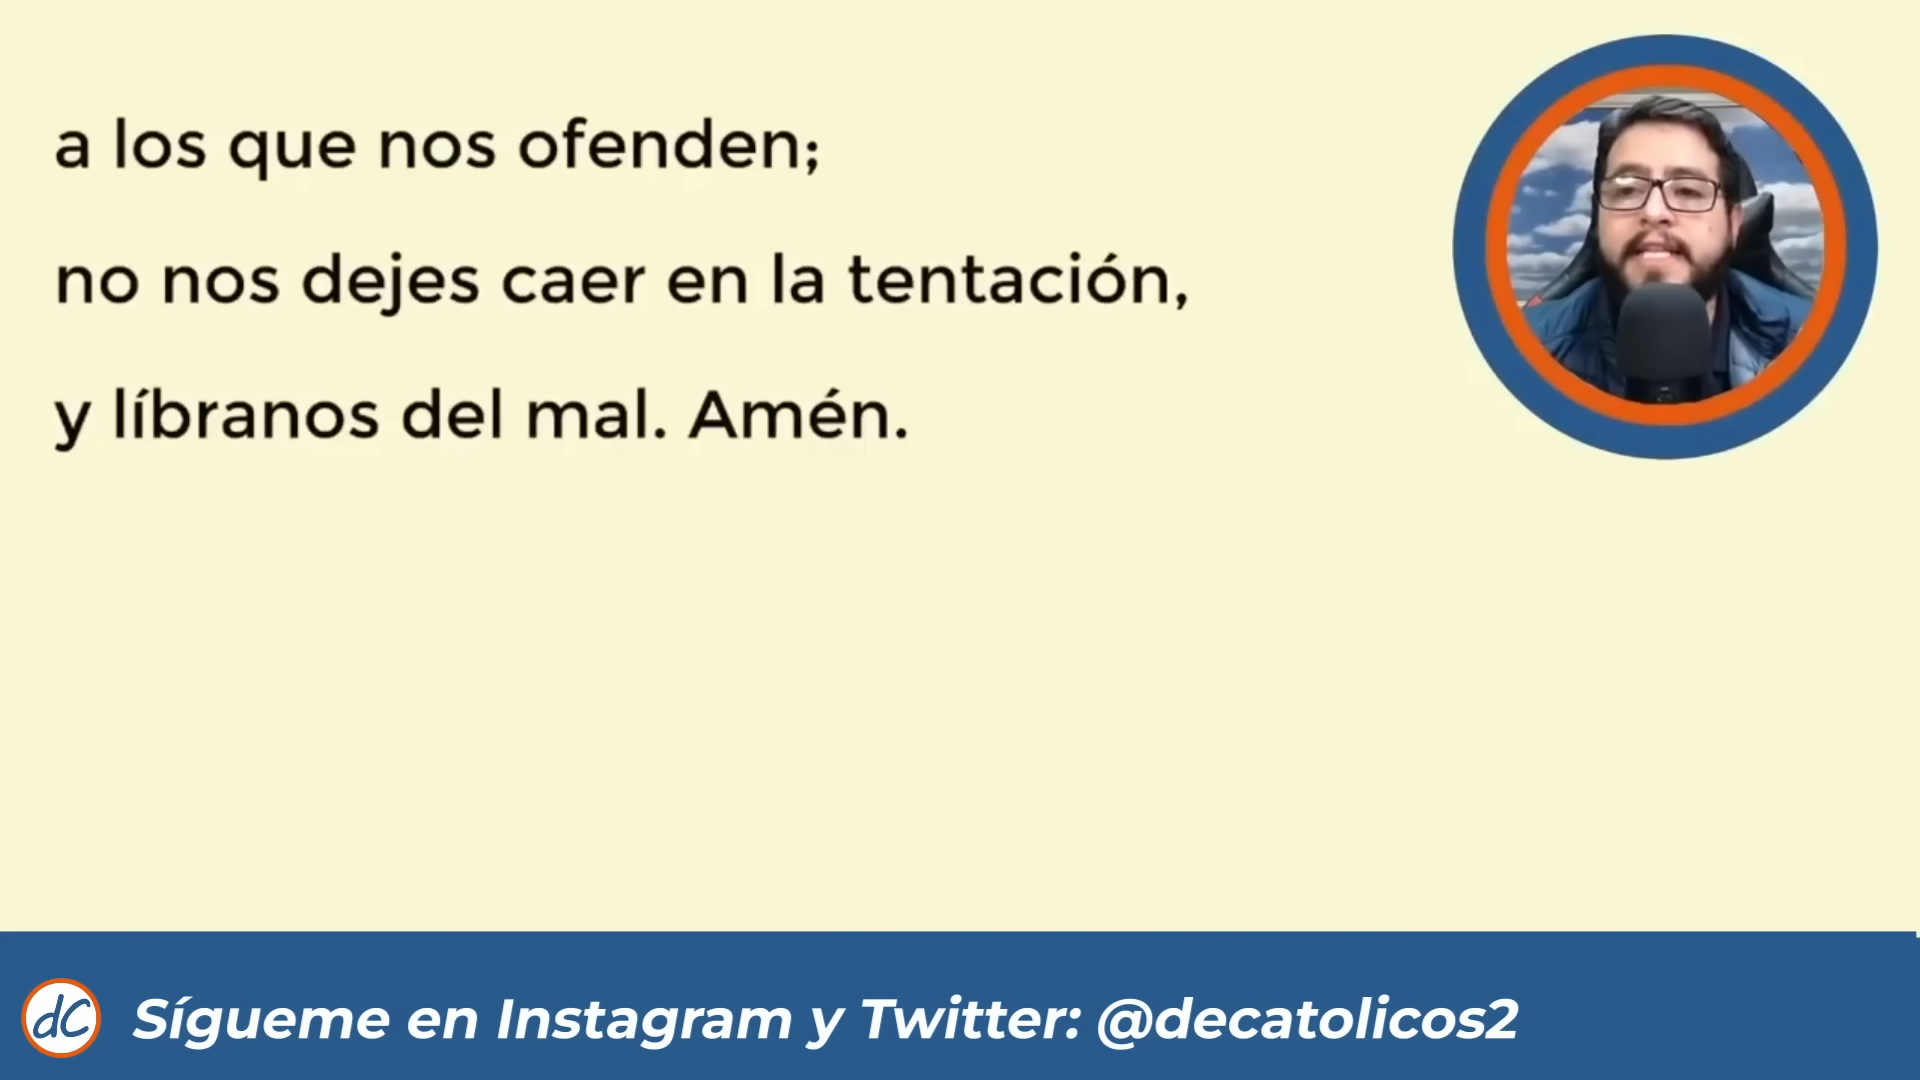 a los que nos ofenden;
no nos dejes caer en la tentación,
y líbranos del mal. Amén.
dC Sígueme en Instagram y Twitter: @decatolicos2